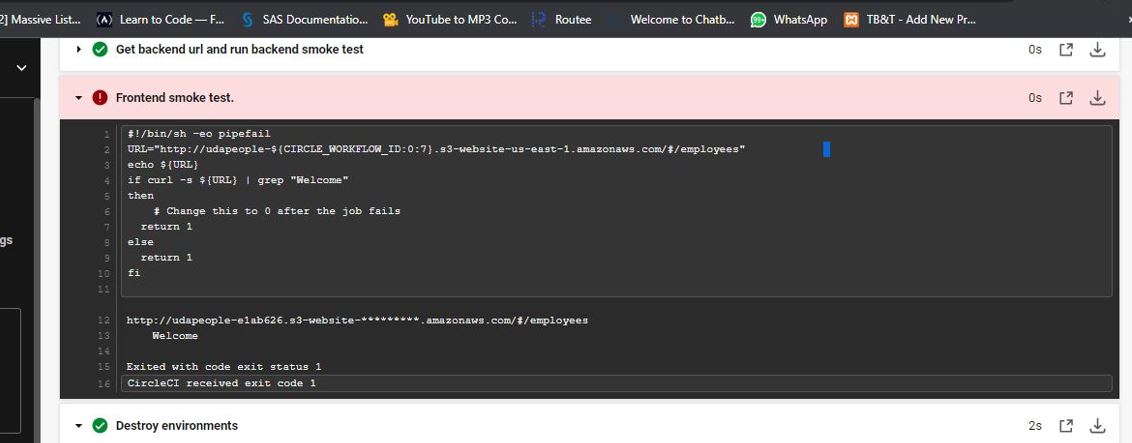 2] Massive List...
Learn to Code — F...
SAS Documentatio...
YouTube to MP3 Co...
Routee
Welcome to Chatb...
99+
WhatsApp
TB&T - Add New Pr...
Get backend url and run backend smoke test
0s
gs
Frontend smoke test.
0s
1 #!/bin/sh -eo pipefail
2 URL="http://udapeople-${CIRCLE_WORKFLOW_ID:0:7}.s3-website-us-east-1.amazonaws.com/#/employees"
3 echo ${URL}
4 if curl -s ${URL} | grep "Welcome"
5 then
6 # Change this to 0 after the job fails
7 return 1
8 else
9 return 1
10 fi
11
12 http://udapeople-e1ab626.s3-website-*********.amazonaws.com/#/employees
13 Welcome
14
15 Exited with code exit status 1
16 CircleCI received exit code 1
Destroy environments
2s